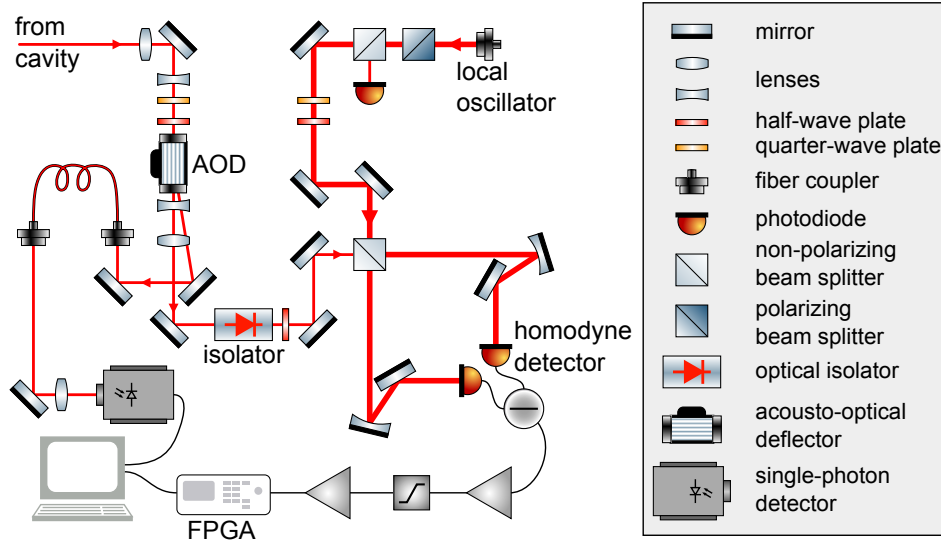 from
cavity
local
oscillator
AOD
isolator
homodyne
detector
FPGA
mirror
lenses
half-wave plate
quarter-wave plate
fiber coupler
photodiode
non-polarizing
beam splitter
polarizing
beam splitter
optical isolator
acousto-optical
deflector
single-photon
detector